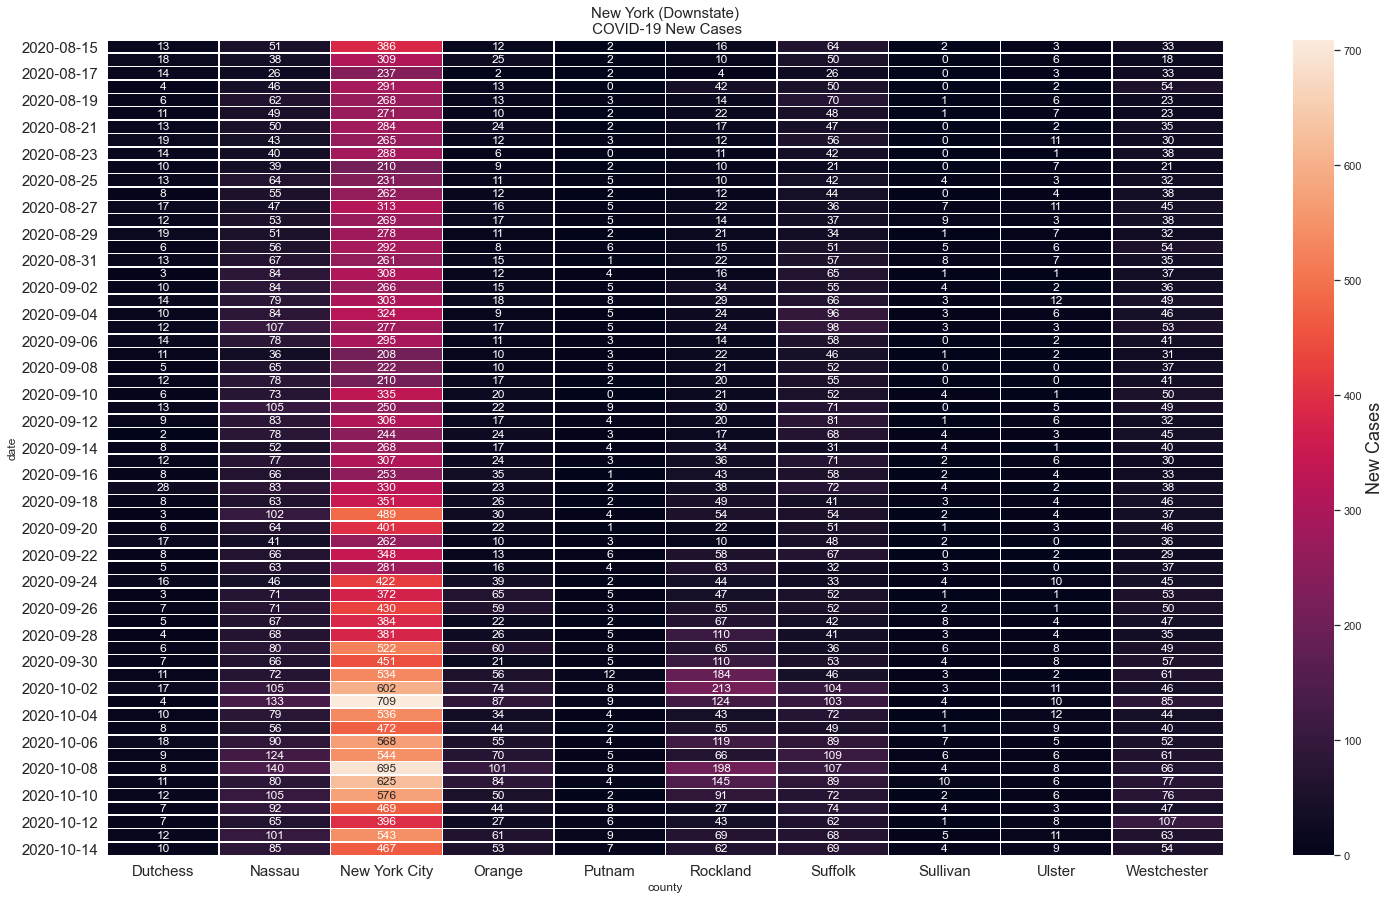 New York (Downstate)
COVID-19 New Cases
2020-08-15 13 51 386 12 2 10 64 2 3 33
18 38 309 25 2 10 50 0 6 18
2020-08-17 14 26 237 2 2 4 26 0 3 33
4 46 291 13 0 42 50 0 2 54
2020-08-19 6 62 268 13 3 14 70 1 6 23
11 49 271 10 2 22 48 1 7 23
2020-08-21 13 50 284 24 2 17 47 0 2 35
19 43 265 12 3 12 56 0 11 30
2020-08-23 14 40 288 6 0 11 42 0 1 38
10 39 210 9 2 10 21 0 7 21
2020-08-25 13 64 231 11 5 10 42 4 3 32
8 55 262 12 2 12 44 0 4 38
2020-08-27 17 47 313 16 5 22 36 7 11 45
12 53 269 17 5 14 37 9 3 38
2020-08-29 19 51 278 11 2 21 34 1 7 32
6 56 292 8 6 15 51 5 6 54
2020-08-31 13 67 261 15 1 22 57 8 7 35
3 84 308 12 4 16 65 1 1 37
2020-09-02 10 84 266 15 5 34 55 4 2 36
14 79 303 18 8 29 66 3 12 49
2020-09-04 10 84 324 9 5 24 96 3 6 46
12 107 277 17 5 24 98 3 3 53
2020-09-06 14 78 295 11 3 14 58 0 2 41
11 36 208 10 3 22 46 1 2 31
2020-09-08 5 65 222 10 5 21 52 0 0 37
12 78 210 17 2 20 55 0 0 41
2020-09-10 6 73 335 20 0 21 52 4 1 50
13 105 250 22 9 30 71 0 5 49
2020-09-12 9 83 306 17 4 20 81 1 6 32
2 78 244 24 3 17 68 4 3 45
2020-09-14 8 52 268 17 4 34 31 4 1 40
12 77 307 24 3 36 71 2 6 30
2020-09-16 8 66 253 35 1 43 58 2 4 33
28 83 330 23 2 38 72 4 2 38
2020-09-18 8 63 351 26 2 49 41 3 4 46
3 102 489 30 4 54 54 2 4 37
2020-09-20 6 64 401 22 1 22 51 1 3 46
17 41 262 10 3 10 48 2 0 36
2020-09-22 8 66 348 13 6 58 67 0 2 29
5 63 281 16 4 63 32 3 0 37
2020-09-24 16 46 422 39 2 44 33 4 10 45
3 71 372 65 5 47 52 1 1 53
2020-09-26 7 71 430 59 3 55 52 2 1 50
5 67 384 22 2 67 42 8 4 47
2020-09-28 4 68 381 26 5 110 41 3 4 35
6 80 522 60 8 65 36 6 8 49
2020-09-30 7 66 451 21 5 110 53 4 8 57
11 72 534 56 12 184 46 3 2 61
2020-10-02 17 105 602 74 8 213 104 3 11 46
4 133 709 87 9 124 103 4 10 85
2020-10-04 10 79 536 34 4 43 72 1 12 44
8 56 472 44 2 55 49 1 9 40
2020-10-06 18 90 568 55 4 119 89 7 5 52
9 124 544 70 5 66 109 6 6 61
2020-10-08 8 140 695 101 8 198 107 4 8 66
11 80 625 84 4 145 89 10 6 77
2020-10-10 12 105 576 50 2 91 72 2 6 76
7 92 469 44 8 27 74 4 3 47
2020-10-12 7 65 396 27 6 43 62 1 8 107
12 101 543 61 9 69 68 5 11 63
2020-10-14 10 85 467 53 7 62 69 4 9 54
Dutchess Nassau New York City Orange Putnam Rockland Suffolk Sullivan Ulster Westchester
county
date
700
600
500
400
300
200
100
0
New Cases